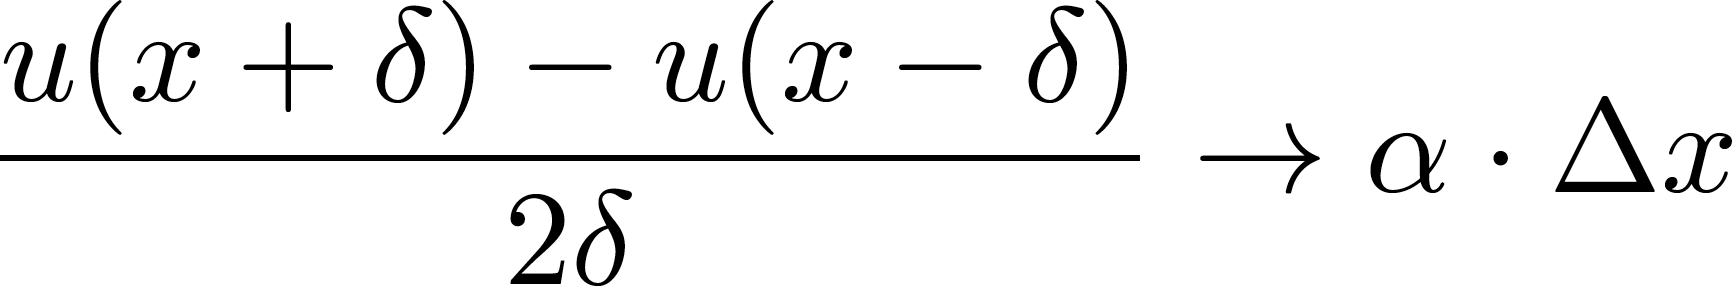 \frac{u(x + \delta) - u(x - \delta)}{2\delta} \to \alpha \cdot \Delta x